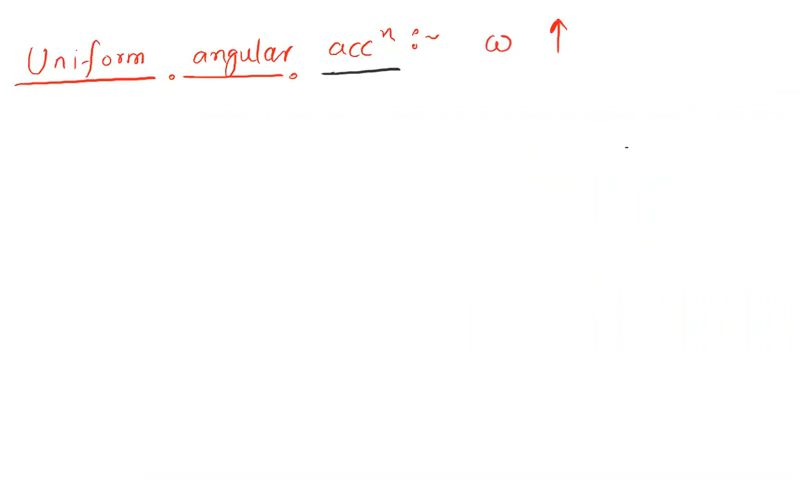 Uniform angular accⁿ :~ ω ↑